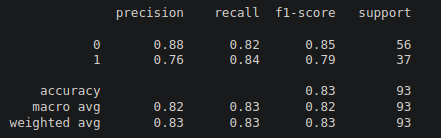 precision recall f1-score support
0 0.88 0.82 0.85 56
1 0.76 0.84 0.79 37
accuracy 0.83 93
macro avg 0.82 0.83 0.82 93
weighted avg 0.83 0.83 0.83 93